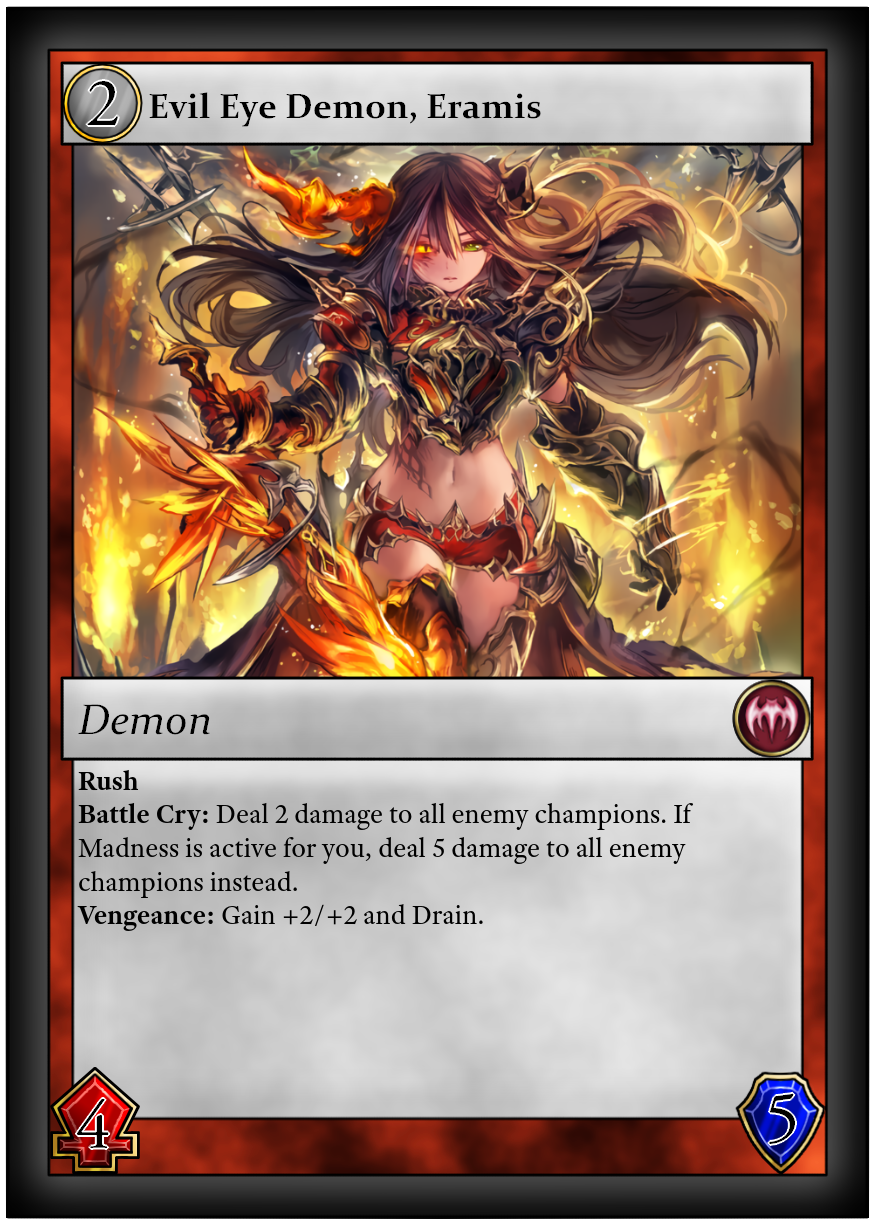 2
Evil Eye Demon, Eramis
Demon
Rush
Battle Cry: Deal 2 damage to all enemy champions. If
Madness is active for you, deal 5 damage to all enemy
champions instead.
Vengeance: Gain +2/+2 and Drain.
4
5